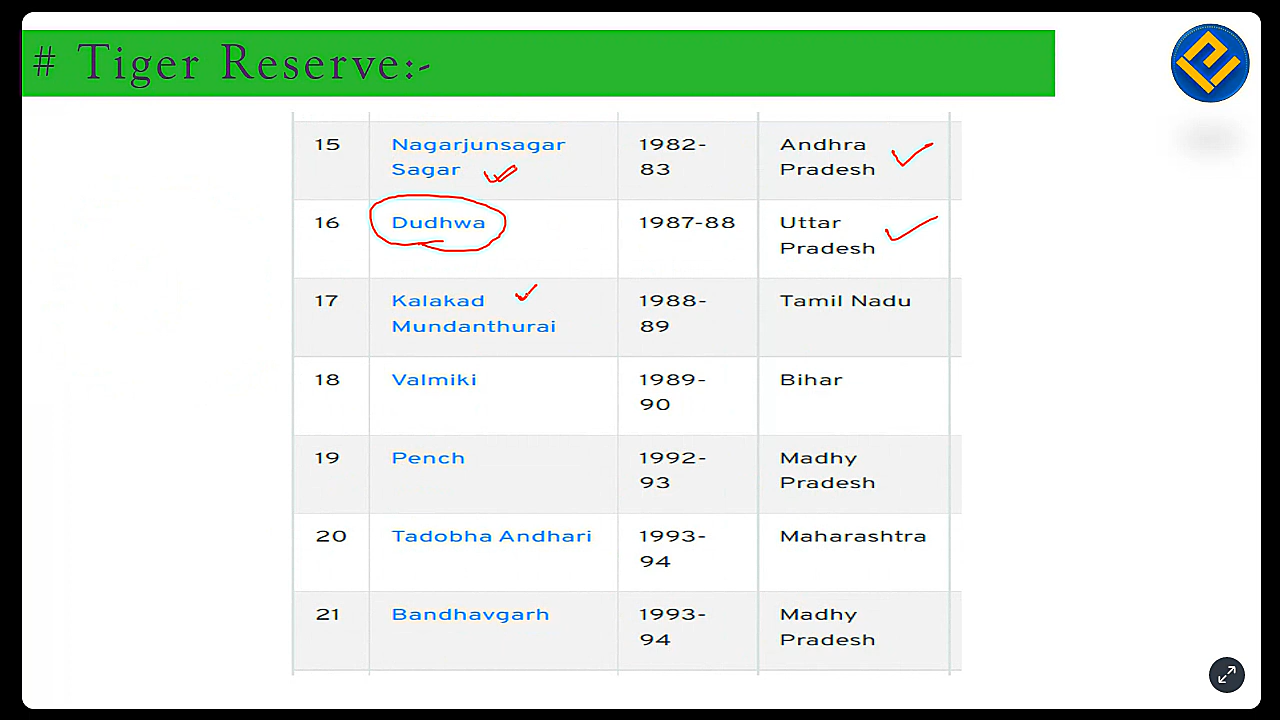 # Tiger Reserve:-
15 Nagarjunsagar 1982- Andhra
Sagar 83 Pradesh
16 Dudhwa 1987-88 Uttar
Pradesh
17 Kalakad 1988- Tamil Nadu
Mundanthurai 89
18 Valmiki 1989- Bihar
90
19 Pench 1992- Madhy
93 Pradesh
20 Tadobha Andhari 1993- Maharashtra
94
21 Bandhavgarh 1993- Madhy
94 Pradesh